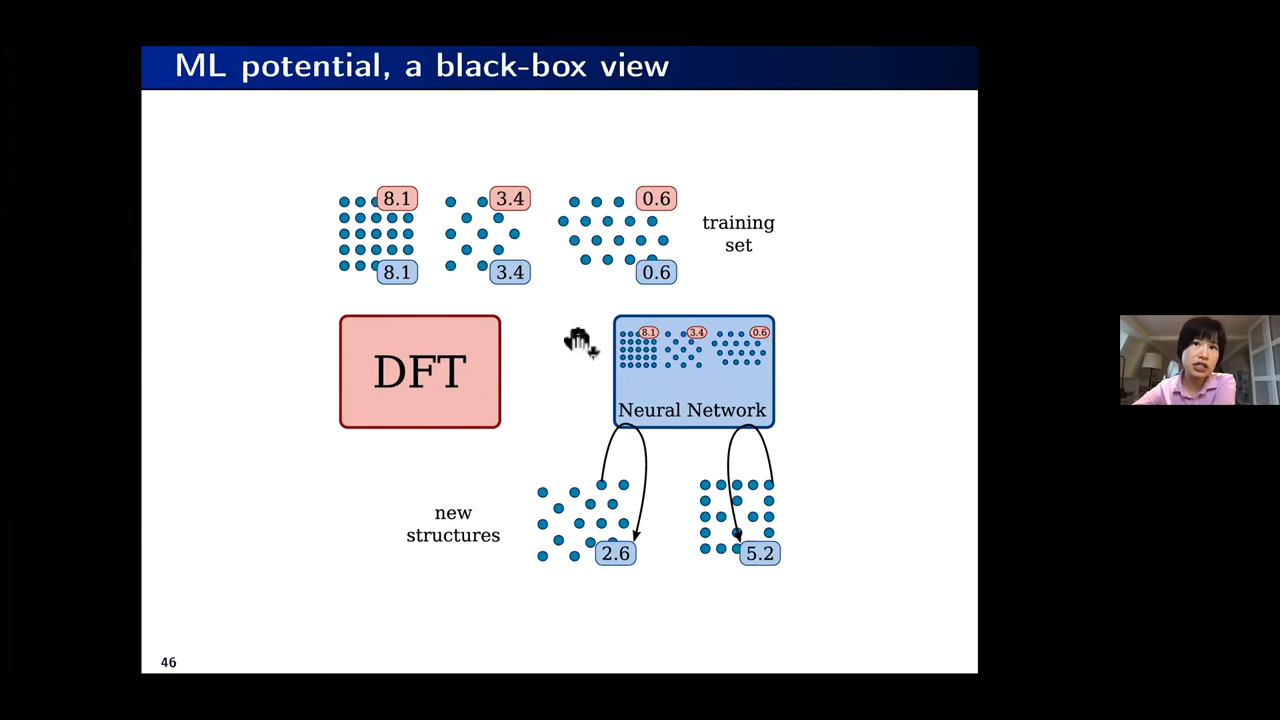 ML potential, a black-box view
8.1
3.4
0.6
training
set
8.1
3.4
0.6
DFT
8.1
3.4
0.6
Neural Network
new
structures
2.6
5.2
46